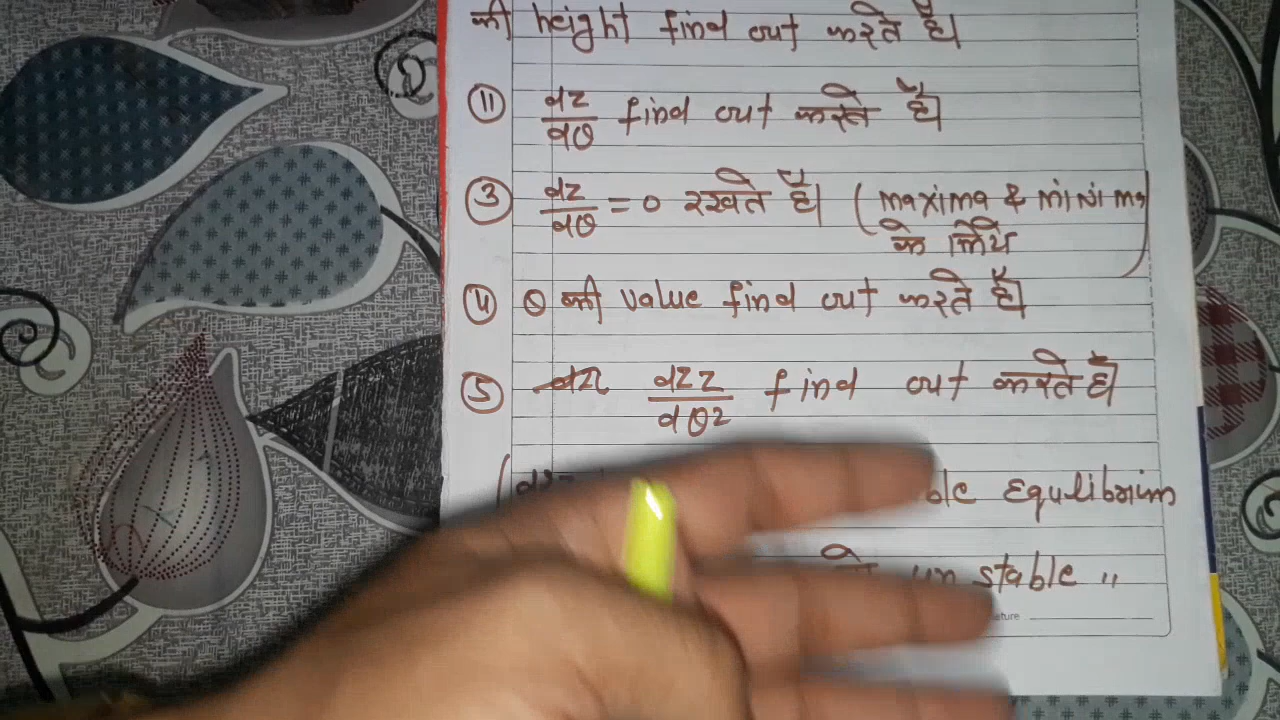 की height find out करते है।
(11) dz/dθ find out करते है।
(3) dz/dθ = 0 रखते है। (maxima & minima
के लिये)
(4) θ की value find out करते है।
(5) d2z/dθ2 find out करते है।
Equlibrium
un stable "